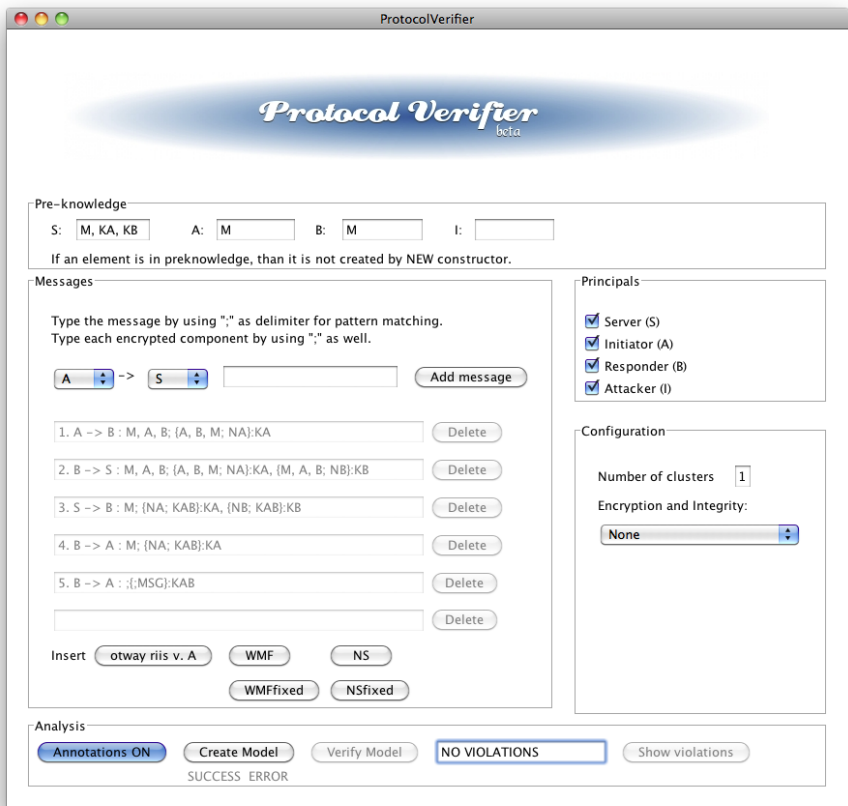 ProtocolVerifier
Protocol Verifier
beta
Pre-knowledge
S: M, KA, KB A: M B: M I:
If an element is in preknowledge, than it is not created by NEW constructor.
Messages
Type the message by using ";" as delimiter for pattern matching.
Type each encrypted component by using ";" as well.
A -> S Add message
1. A -> B : M, A, B; {A, B, M; NA}:KA Delete
2. B -> S : M, A, B; {A, B, M; NA}:KA, {M, A, B; NB}:KB Delete
3. S -> B : M; {NA; KAB}:KA, {NB; KAB}:KB Delete
4. B -> A : M; {NA; KAB}:KA Delete
5. B -> A : ;{;MSG}:KAB Delete
Delete
Insert otway riis v. A WMF NS
WMFfixed NSfixed
Principals
Server (S)
Initiator (A)
Responder (B)
Attacker (I)
Configuration
Number of clusters 1
Encryption and Integrity:
None
Analysis
Annotations ON Create Model Verify Model NO VIOLATIONS Show violations
SUCCESS ERROR